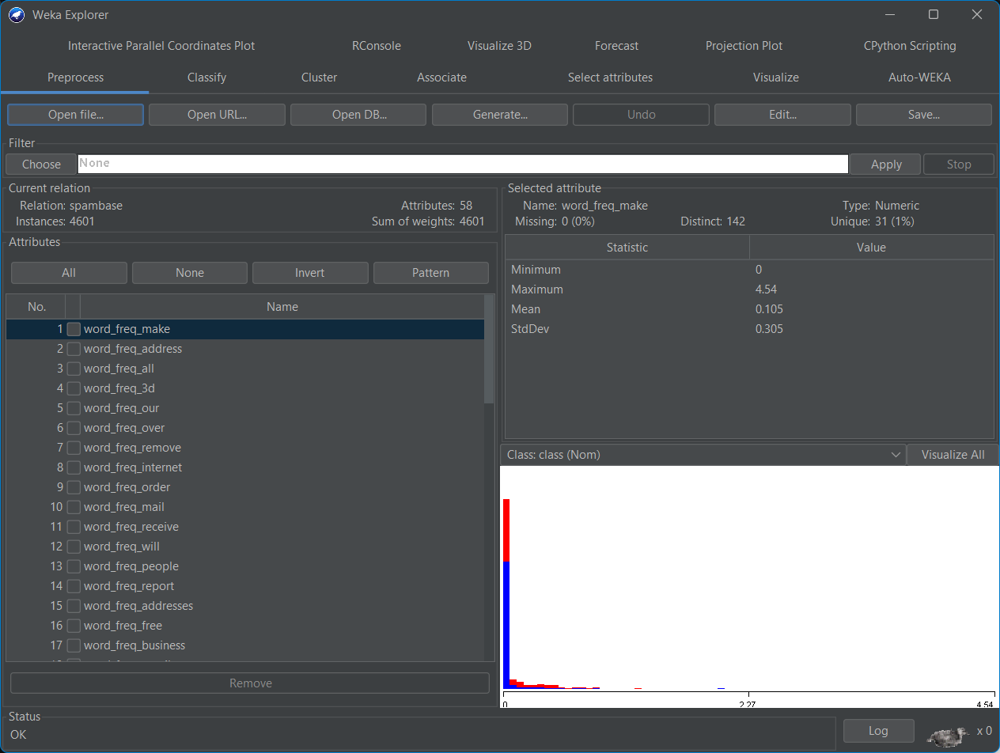 Weka Explorer
Interactive Parallel Coordinates Plot RConsole Visualize 3D Forecast Projection Plot CPython Scripting
Preprocess Classify Cluster Associate Select attributes Visualize Auto-WEKA
Open file... Open URL... Open DB... Generate... Undo Edit... Save...
Filter
Choose None Apply Stop
Current relation
Relation: spambase Attributes: 58
Instances: 4601 Sum of weights: 4601
Attributes
All None Invert Pattern
No. Name
1 word_freq_make
2 word_freq_address
3 word_freq_all
4 word_freq_3d
5 word_freq_our
6 word_freq_over
7 word_freq_remove
8 word_freq_internet
9 word_freq_order
10 word_freq_mail
11 word_freq_receive
12 word_freq_will
13 word_freq_people
14 word_freq_report
15 word_freq_addresses
16 word_freq_free
17 word_freq_business
Remove
Selected attribute
Name: word_freq_make Type: Numeric
Missing: 0 (0%) Distinct: 142 Unique: 31 (1%)
Statistic Value
Minimum 0
Maximum 4.54
Mean 0.105
StdDev 0.305
Class: class (Nom) Visualize All
0 2.27 4.54
Status
OK
Log x 0